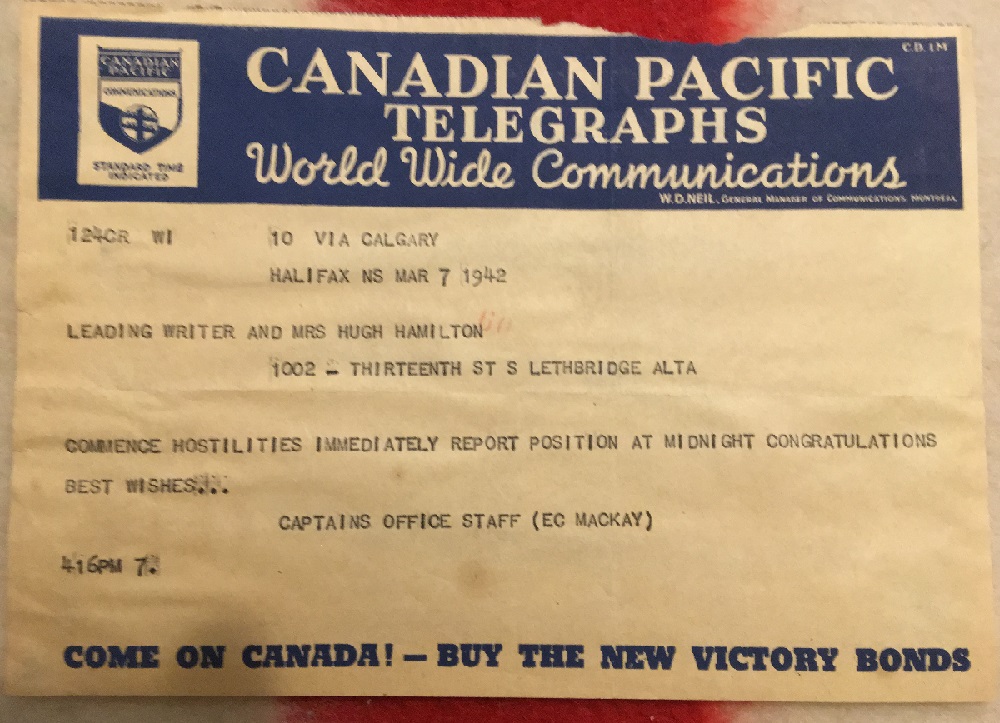 C.D. 1M
CANADIAN PACIFIC
COMMUNICATIONS
STANDARD TIME
INDICATED
CANADIAN PACIFIC
TELEGRAPHS
World Wide Communications
W.D.NEIL, GENERAL MANAGER OF COMMUNICATIONS, MONTREAL
124CR WI 10 VIA CALGARY
HALIFAX NS MAR 7 1942
LEADING WRITER AND MRS HUGH HAMILTON
1002 - THIRTEENTH ST S LETHBRIDGE ALTA
COMMENCE HOSTILITIES IMMEDIATELY REPORT POSITION AT MIDNIGHT CONGRATULATIONS
BEST WISHES...
CAPTAINS OFFICE STAFF (EC MACKAY)
416PM 7.
COME ON CANADA! — BUY THE NEW VICTORY BONDS